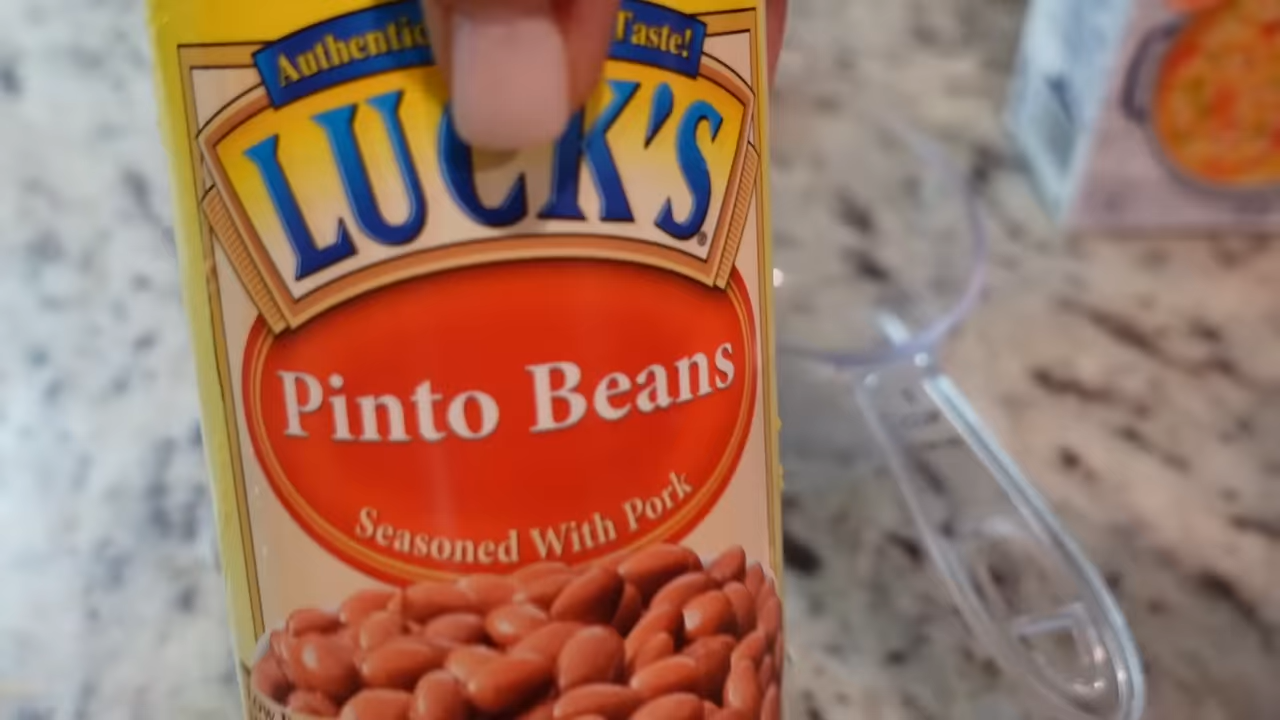 Authentic Taste!
LUCK'S
Pinto Beans
Seasoned With Pork